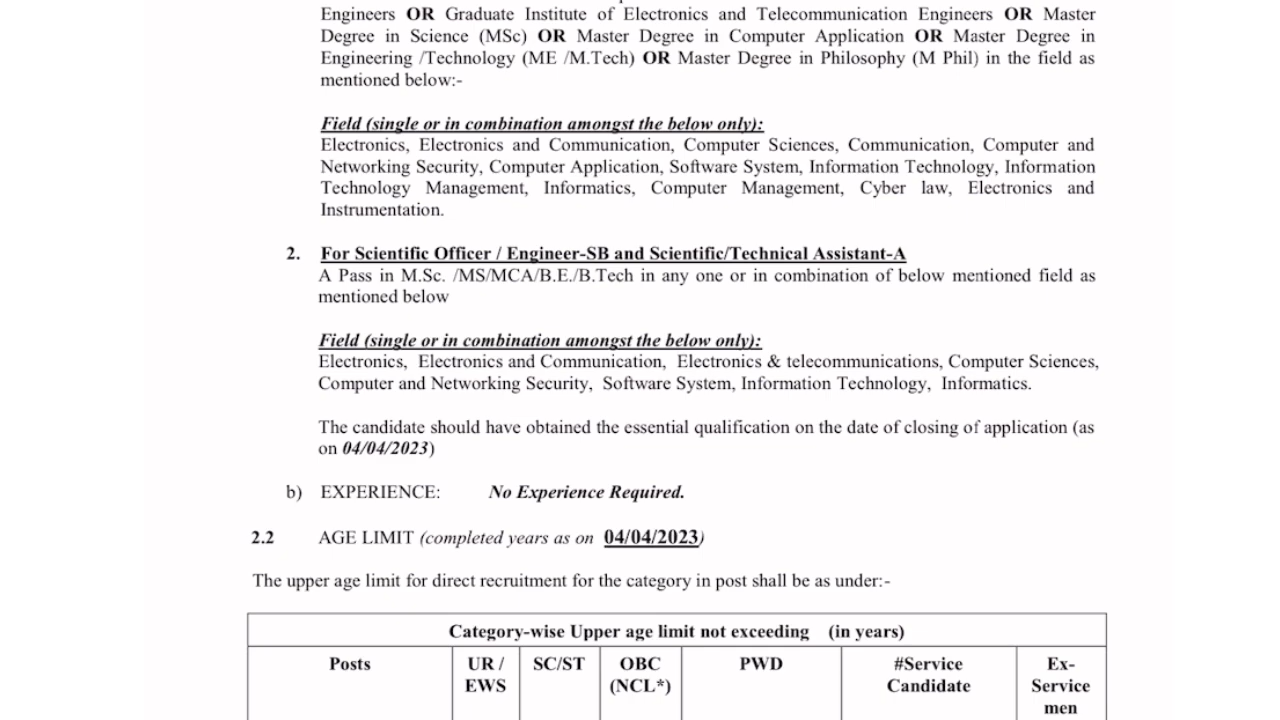 Engineers OR Graduate Institute of Electronics and Telecommunication Engineers OR Master
Degree in Science (MSc) OR Master Degree in Computer Application OR Master Degree in
Engineering /Technology (ME /M.Tech) OR Master Degree in Philosophy (M Phil) in the field as
mentioned below:-
Field (single or in combination amongst the below only):
Electronics, Electronics and Communication, Computer Sciences, Communication, Computer and
Networking Security, Computer Application, Software System, Information Technology, Information
Technology Management, Informatics, Computer Management, Cyber law, Electronics and
Instrumentation.
2. For Scientific Officer / Engineer-SB and Scientific/Technical Assistant-A
A Pass in M.Sc. /MS/MCA/B.E./B.Tech in any one or in combination of below mentioned field as
mentioned below
Field (single or in combination amongst the below only):
Electronics, Electronics and Communication, Electronics & telecommunications, Computer Sciences,
Computer and Networking Security, Software System, Information Technology, Informatics.
The candidate should have obtained the essential qualification on the date of closing of application (as
on 04/04/2023)
b) EXPERIENCE: No Experience Required.
2.2 AGE LIMIT (completed years as on 04/04/2023)
The upper age limit for direct recruitment for the category in post shall be as under:-
Category-wise Upper age limit not exceeding (in years)
Posts UR / SC/ST OBC PWD #Service Ex-
EWS (NCL*) Candidate Service
men